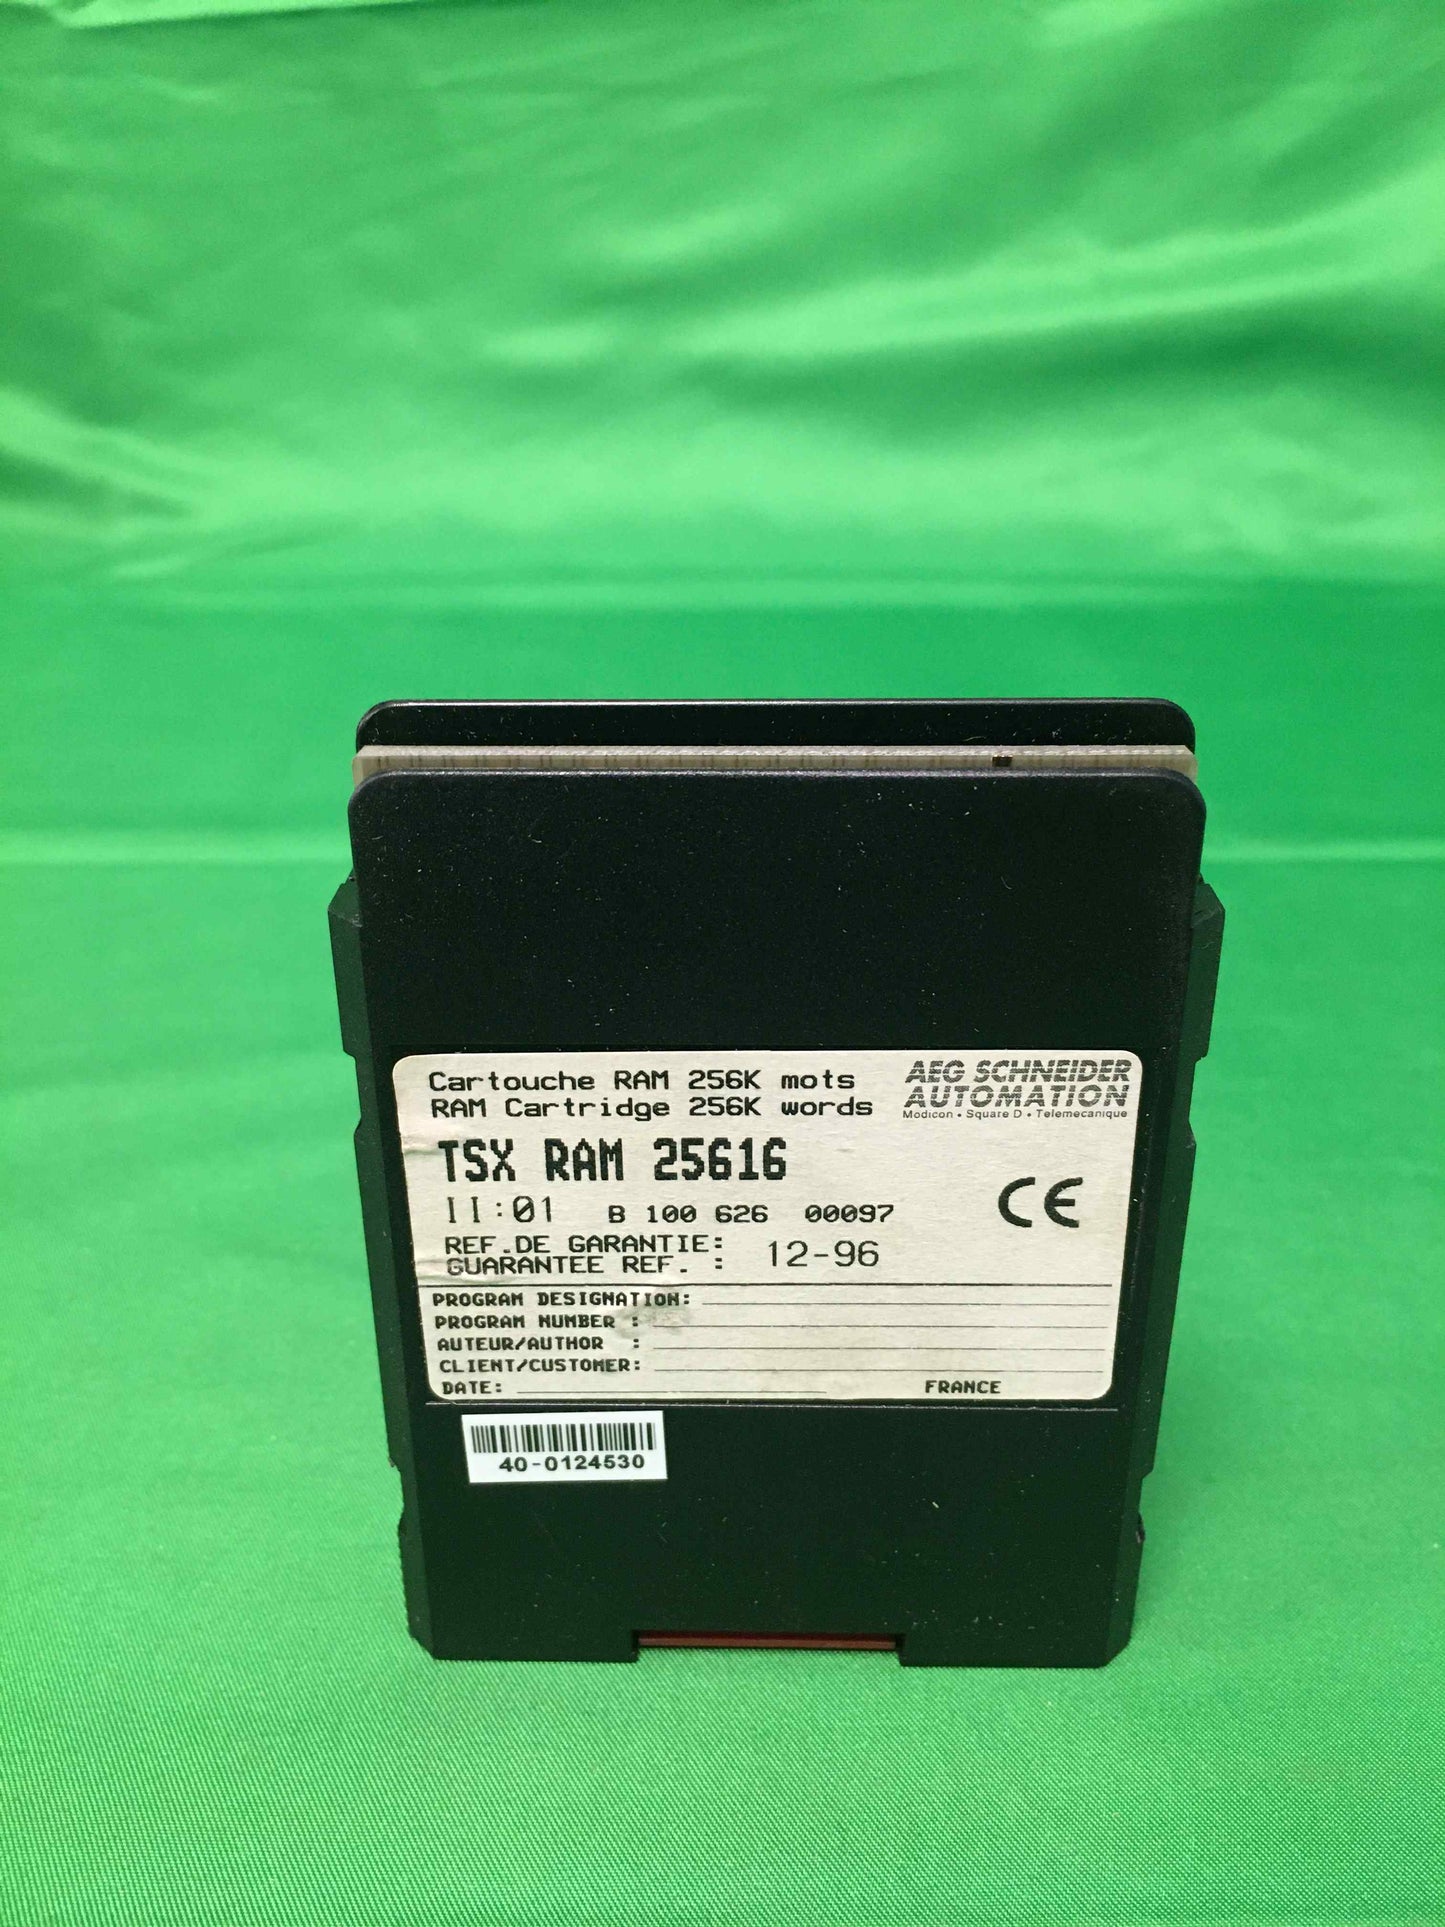 Cartouche RAM 256K mots
RAM Cartridge 256K words
AEG SCHNEIDER
AUTOMATION
Modicon • Square D • Telemecanique
TSX RAM 25616
II:01 B 100 626 00097
CE
REF.DE GARANTIE:
GUARANTEE REF. : 12-96
PROGRAM DESIGNATION:
PROGRAM NUMBER :
AUTEUR/AUTHOR :
CLIENT/CUSTOMER:
DATE: FRANCE
40-0124530